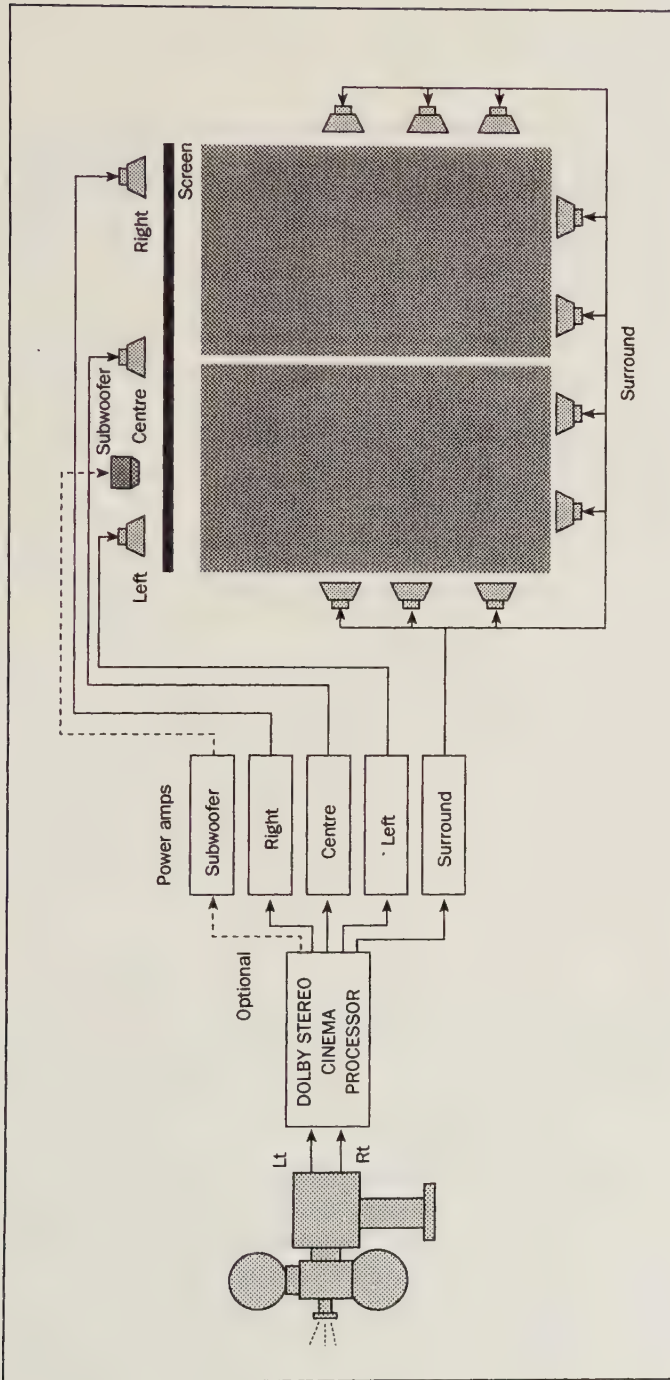 Lt
Rt
DOLBY STEREO
CINEMA
PROCESSOR
Optional
Power amps
Subwoofer
Right
Centre
Left
Surround
Left
Subwoofer
Centre
Right
Screen
Surround